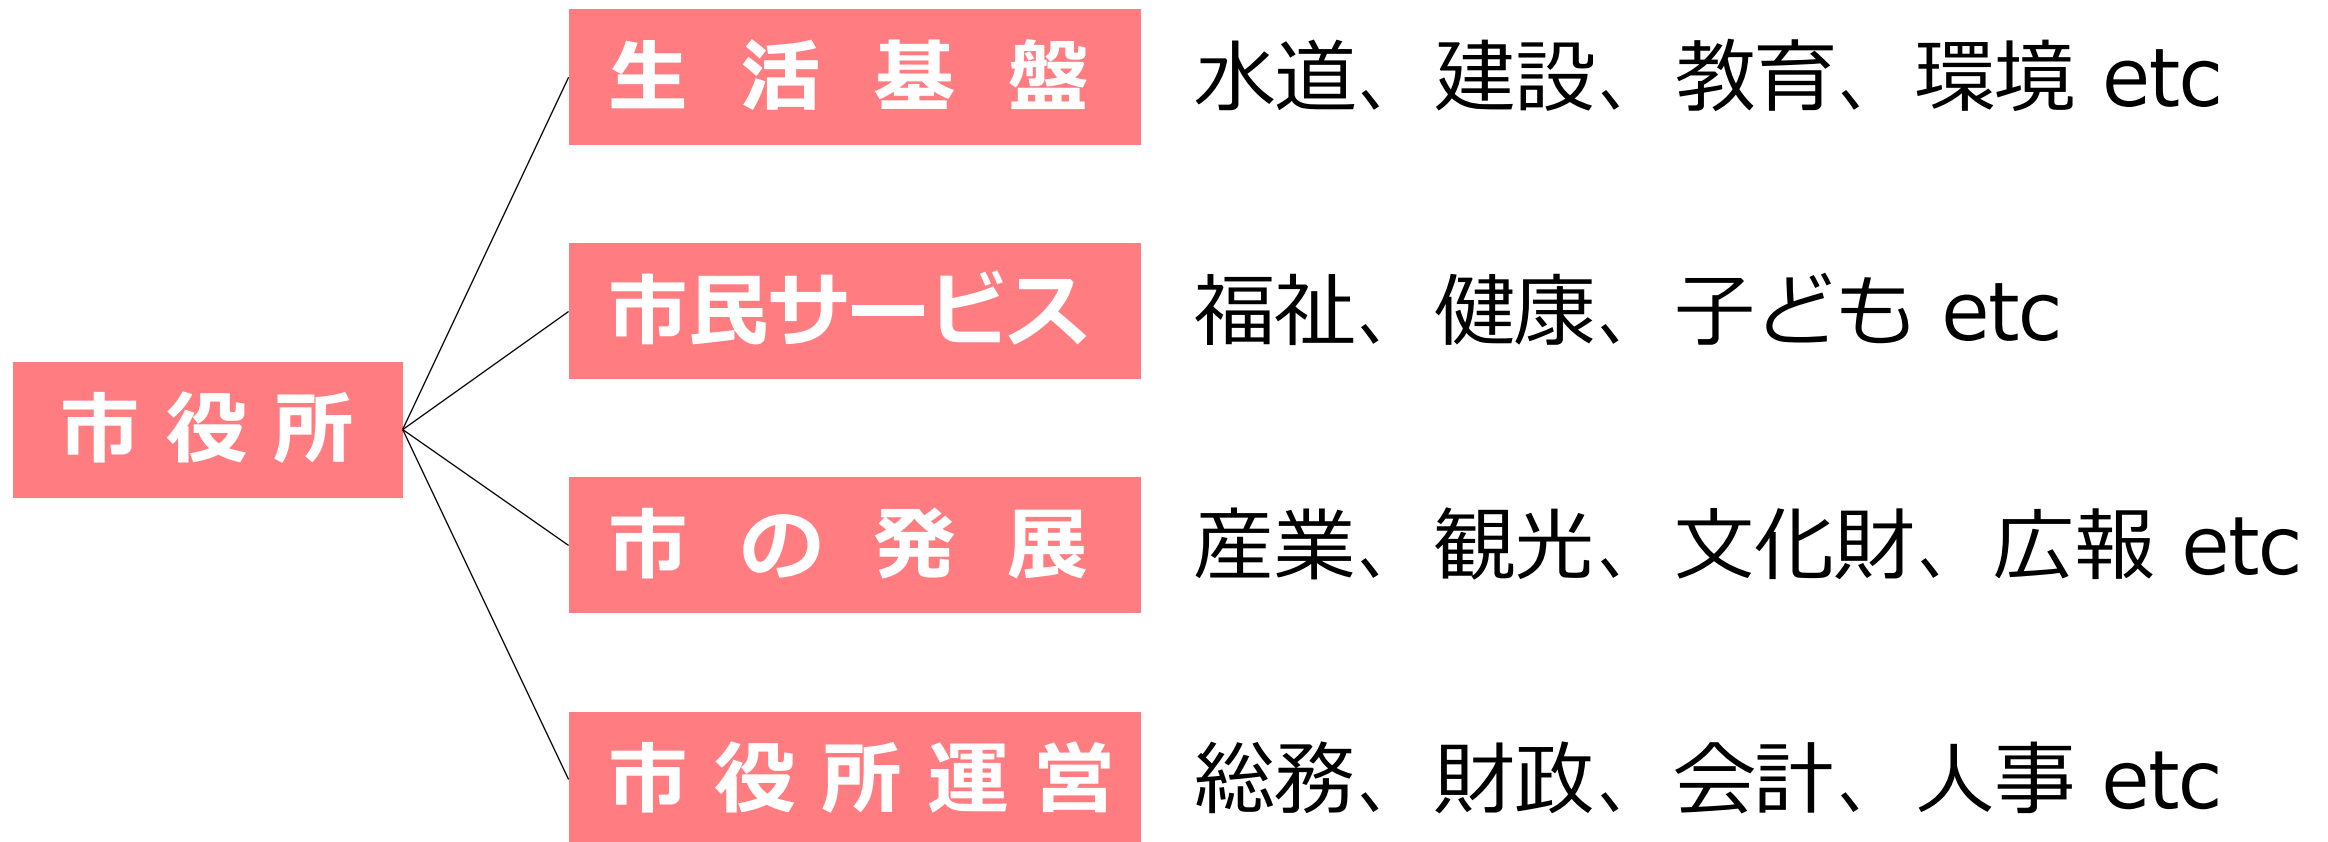 生活基盤 水道、建設、教育、環境 etc
市民サービス 福祉、健康、子ども etc
市役所
市の発展 産業、観光、文化財、広報 etc
市役所運営 総務、財政、会計、人事 etc